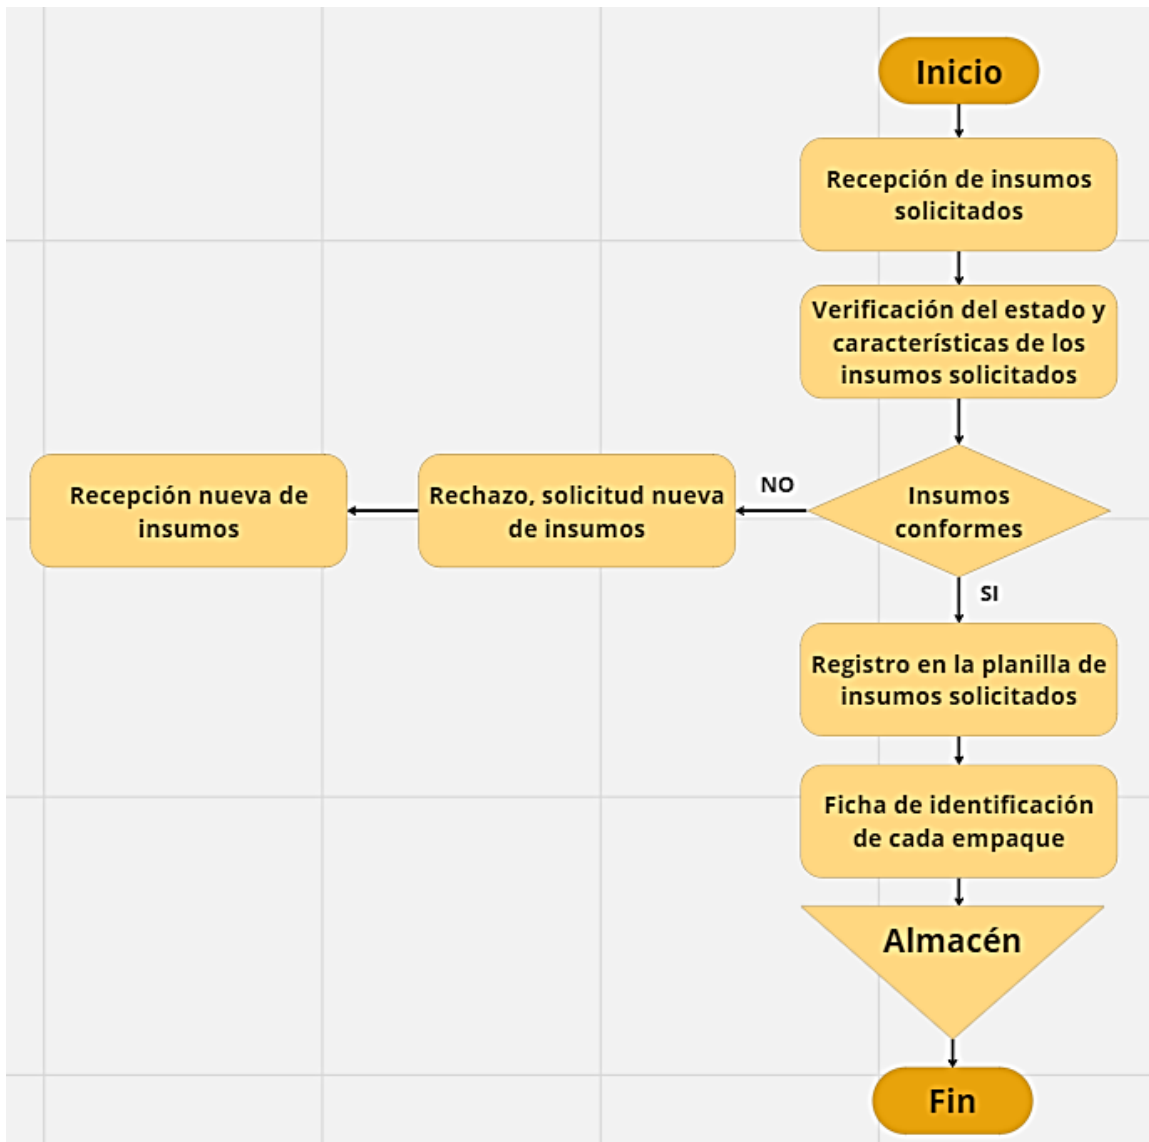 Inicio
Recepción de insumos
solicitados
Verificación del estado y
características de los
insumos solicitados
Insumos
conformes
NO
Rechazo, solicitud nueva
de insumos
Recepción nueva de
insumos
SI
Registro en la planilla de
insumos solicitados
Ficha de identificación
de cada empaque
Almacén
Fin